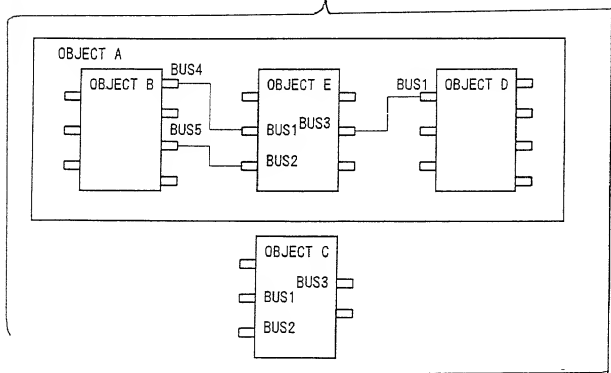 OBJECT A
OBJECT B
BUS4
BUS5
OBJECT E
BUS1
BUS3
BUS2
BUS1
OBJECT D
OBJECT C
BUS3
BUS1
BUS2